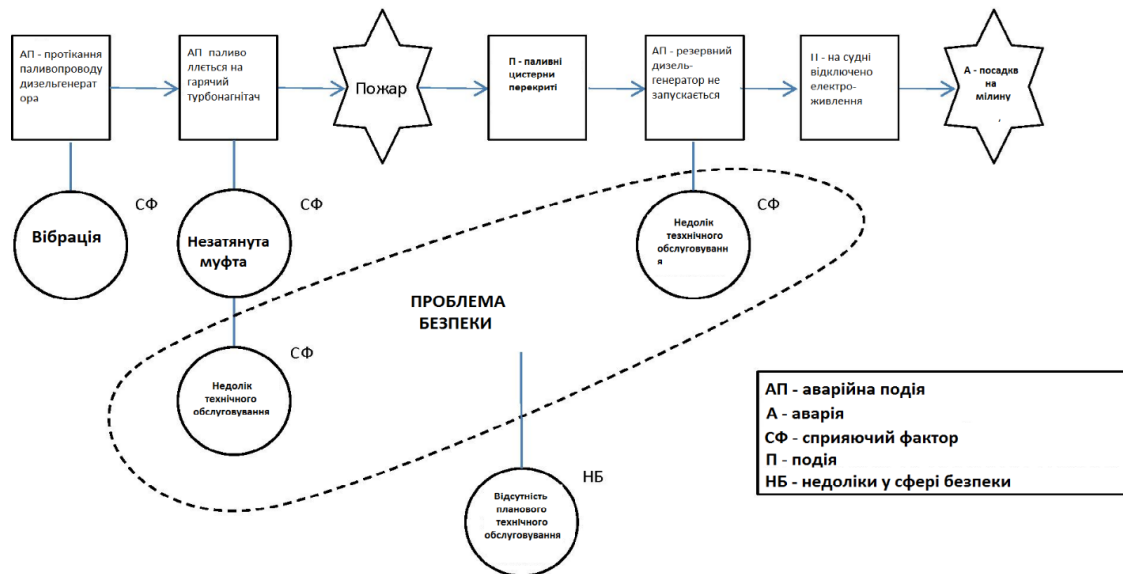 АП - протікання
паливопроводу
дизельгенерат
ора
АП паливо
ллється на
гарячий
турбонагнітач
Пожар
П - паливні
цистерни
перекриті
АП - резервний
дизель-
генератор не
запускається
П - на судні
відключено
електро-
живлення
А - посадкв
на
мілину
СФ
Вібрація
СФ
Незатянута
муфта
СФ
Недолік
тезхнічного
обслуговуванн
я
ПРОБЛЕМА
БЕЗПЕКИ
СФ
Недолік
технічного
обслуговування
НБ
Відсутність
планового
технічного
обслуговування
АП - аварійна подія
А - аварія
СФ - сприяючий фактор
П - подія
НБ - недоліки у сфері безпеки